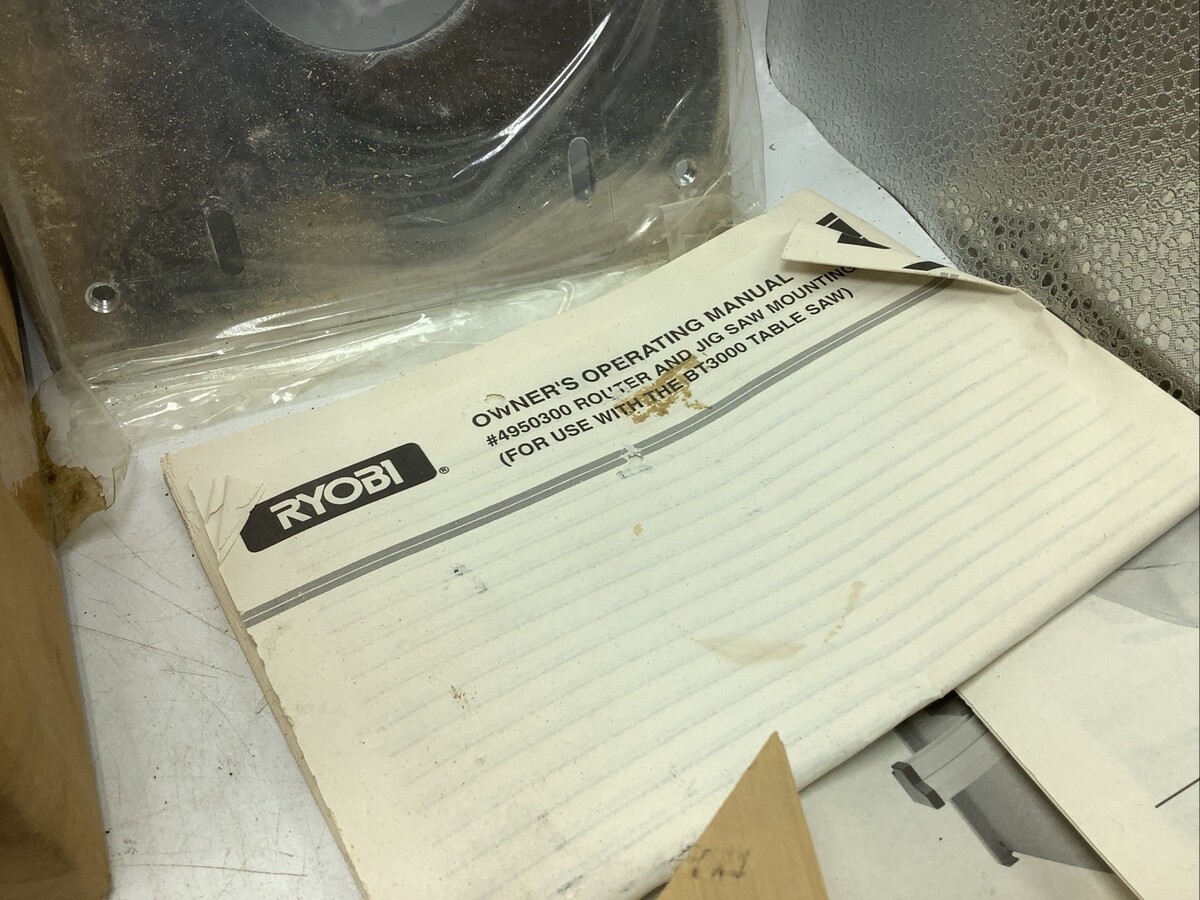 OWNER'S OPERATING MANUAL
#4950300 ROUTER AND JIG SAW MOUNTING
(FOR USE WITH THE BT3000 TABLE SAW)
RYOBI®